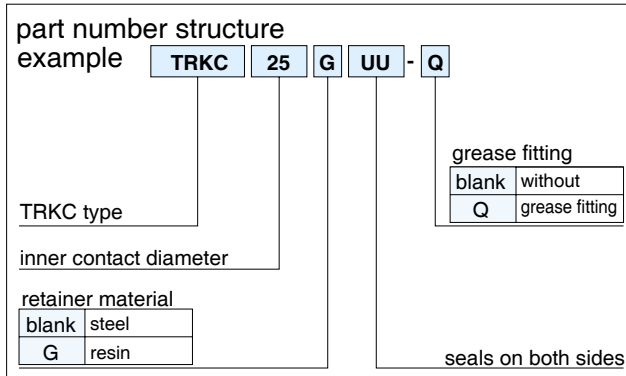 part number structure
example TRKC 25 G UU - Q
grease fitting
blank without
Q grease fitting
TRKC type
inner contact diameter
retainer material
blank steel
G resin
seals on both sides